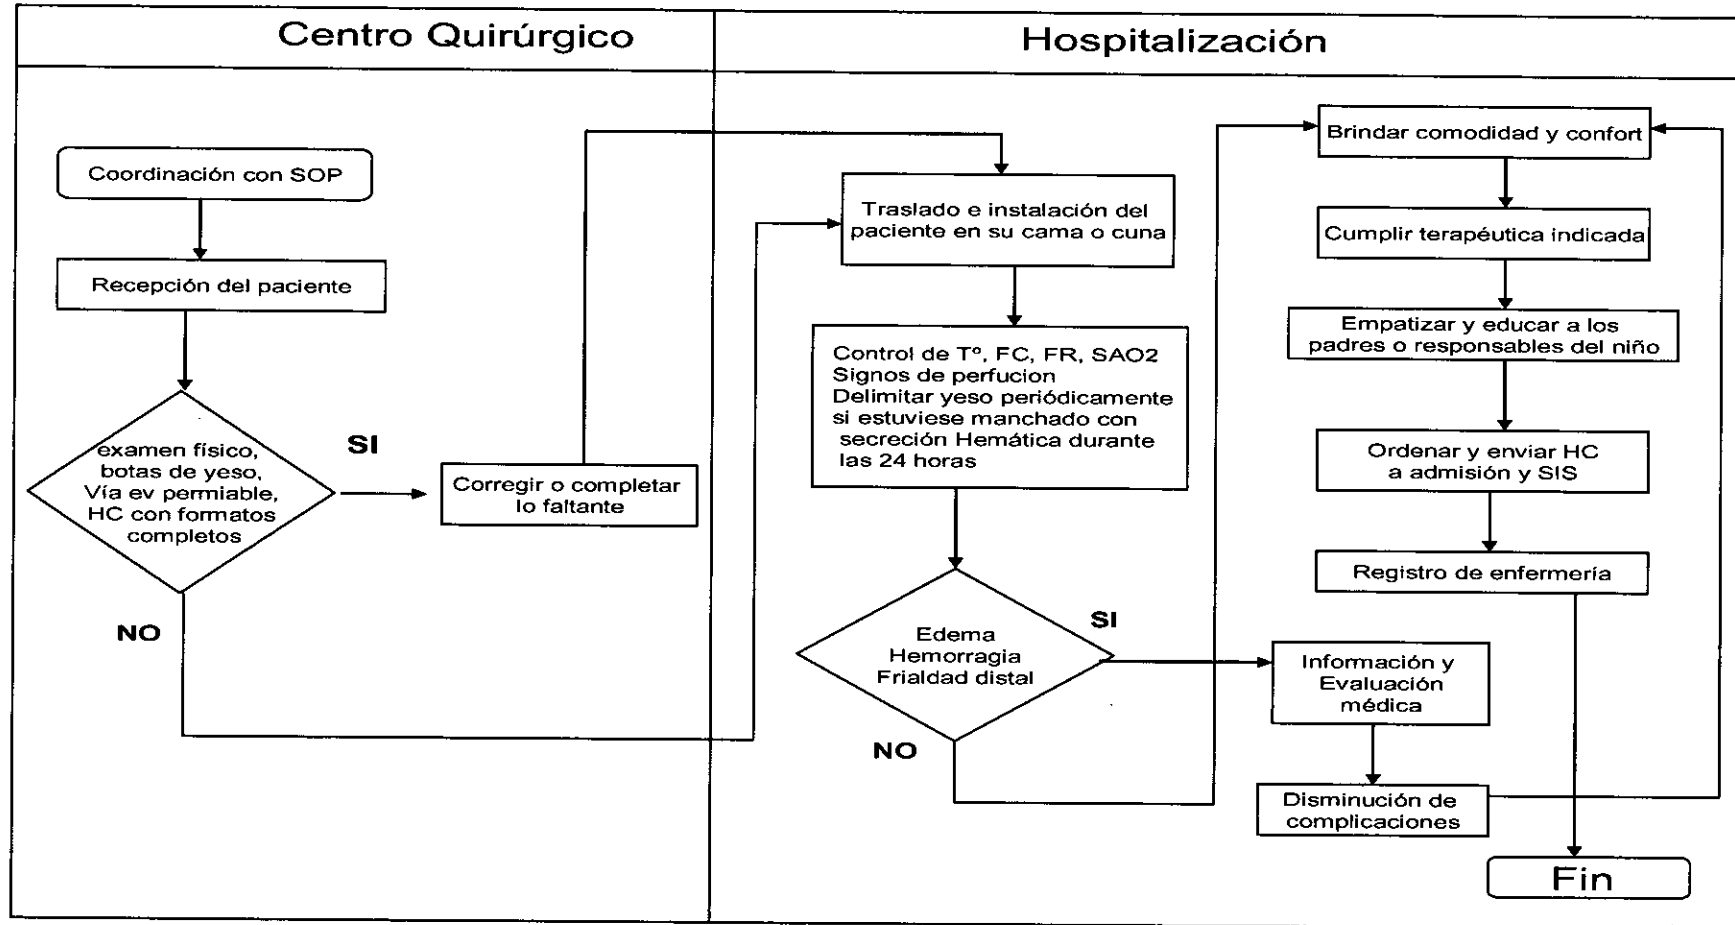 Centro Quirúrgico
Hospitalización
Coordinación con SOP
Recepción del paciente
examen físico,
botas de yeso,
Vía ev permiable,
HC con formatos
completos
SI
NO
Corregir o completar
lo faltante
Traslado e instalación del
paciente en su cama o cuna
Control de Tº, FC, FR, SAO2
Signos de perfucion
Delimitar yeso periódicamente
si estuviese manchado con
secreción Hemática durante
las 24 horas
Edema
Hemorragia
Frialdad distal
SI
NO
Información y
Evaluación
médica
Disminución de
complicaciones
Brindar comodidad y confort
Cumplir terapéutica indicada
Empatizar y educar a los
padres o responsables del niño
Ordenar y enviar HC
a admisión y SIS
Registro de enfermería
Fin